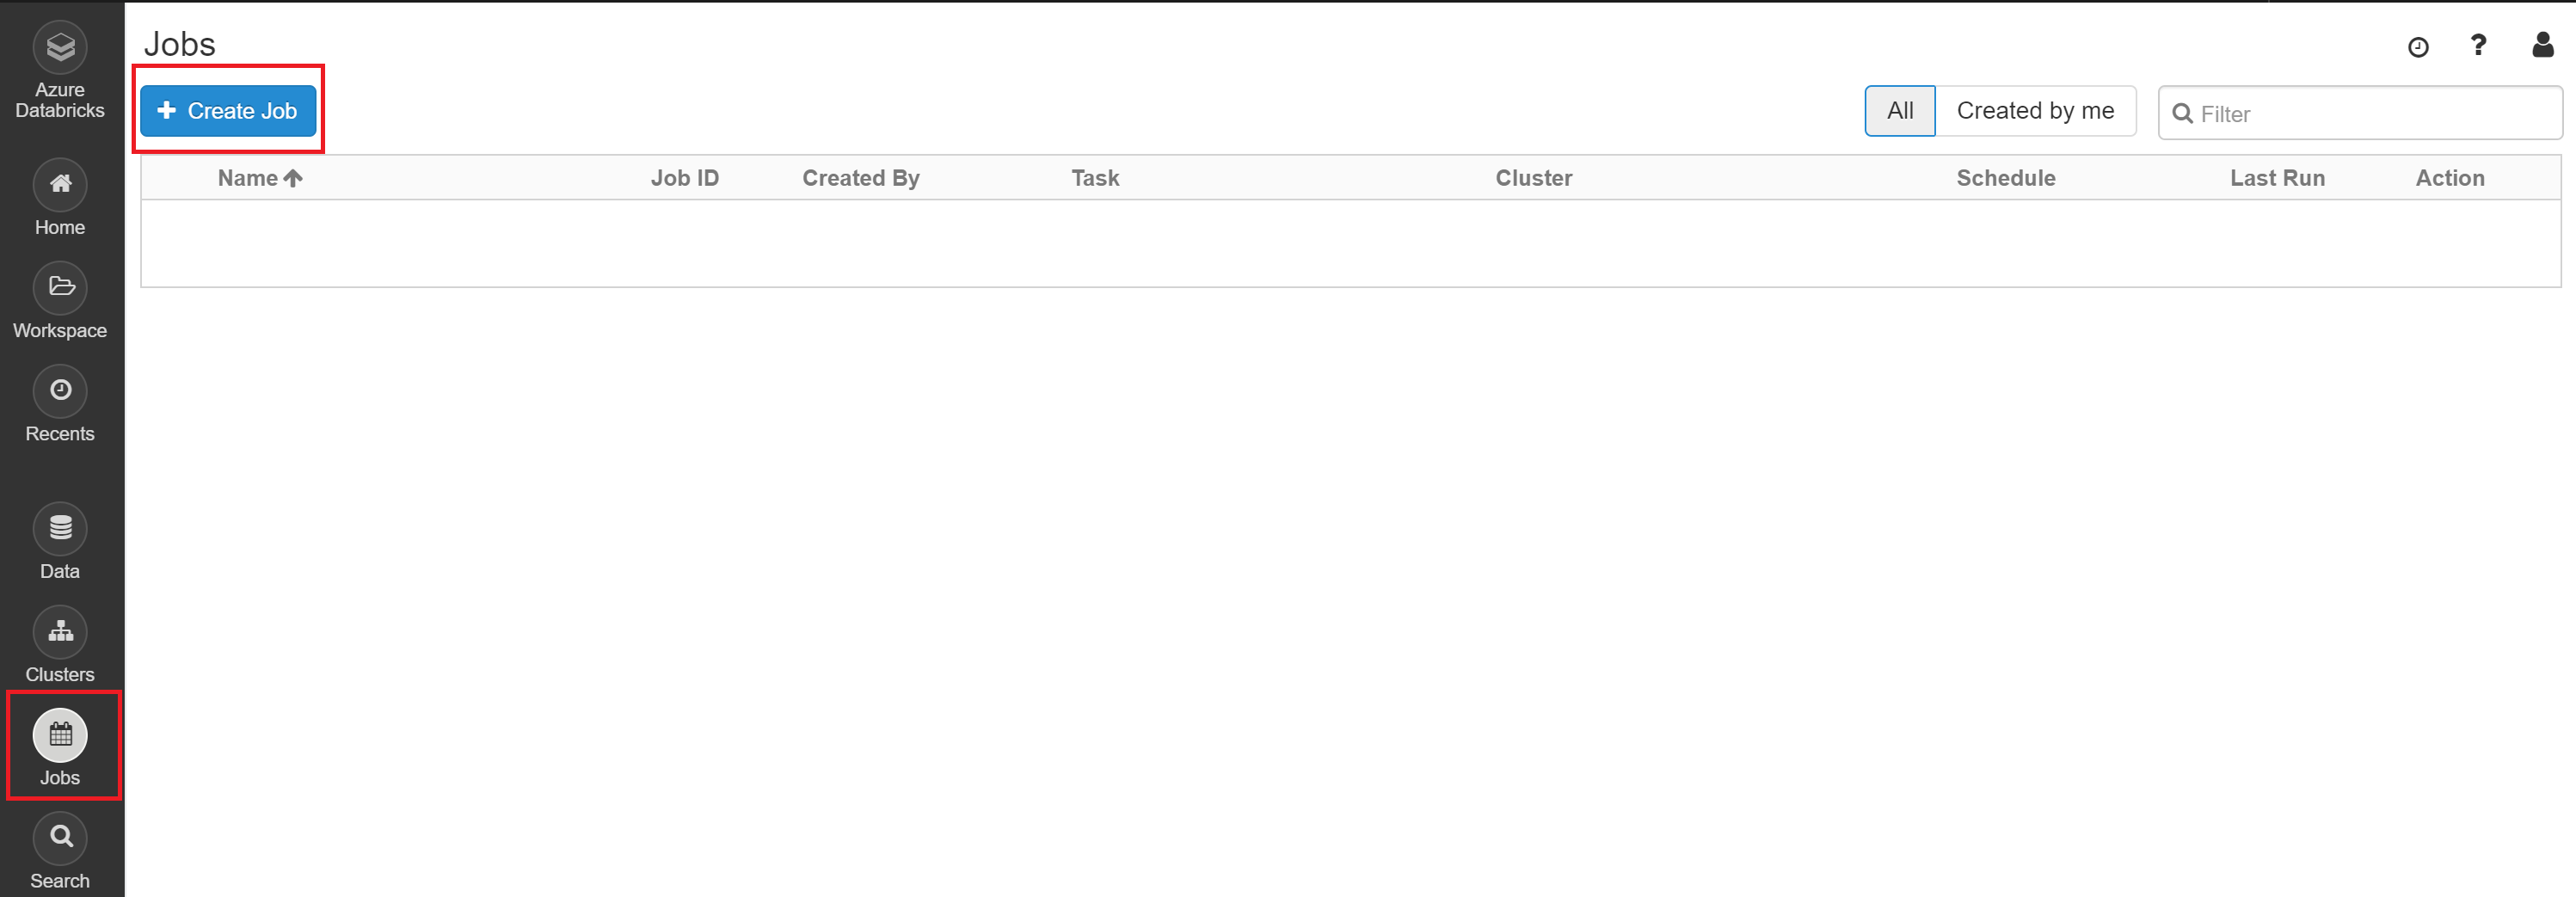 Azure
Databricks
Home
Workspace
Recents
Data
Clusters
Jobs
Search
Jobs
+ Create Job
All
Created by me
Filter
Name Job ID Created By Task Cluster Schedule Last Run Action